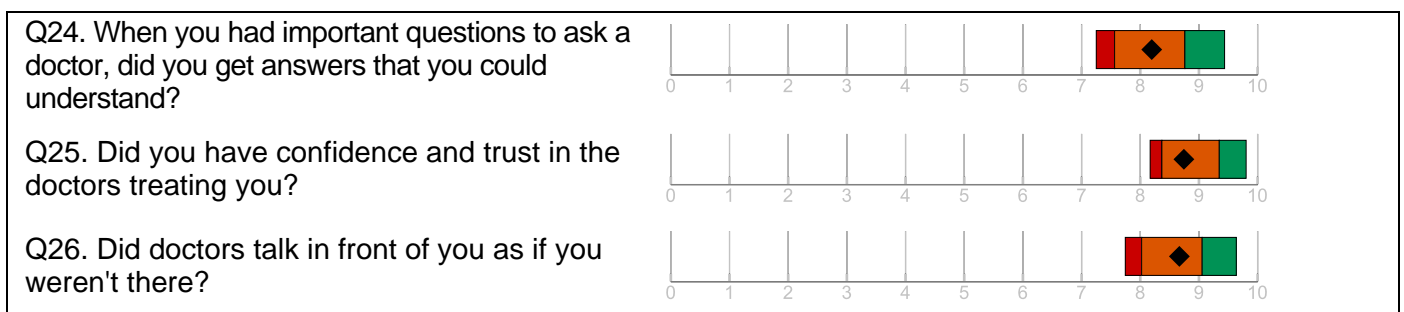 Q24. When you had important questions to ask a
doctor, did you get answers that you could
understand?
0 1 2 3 4 5 6 7 8 9 10
Q25. Did you have confidence and trust in the
doctors treating you?
0 1 2 3 4 5 6 7 8 9 10
Q26. Did doctors talk in front of you as if you
weren't there?
0 1 2 3 4 5 6 7 8 9 10